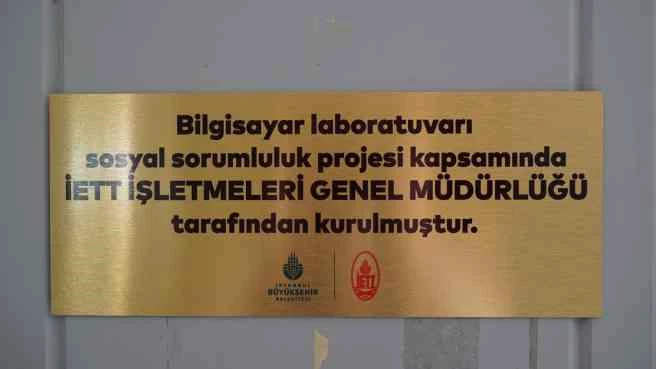 Bilgisayar laboratuvarı
sosyal sorumluluk projesi kapsamında
İETT İŞLETMELERİ GENEL MÜDÜRLÜĞÜ
tarafından kurulmuştur.
İSTANBUL
BÜYÜKŞEHİR
BELEDİYESİ
İETT